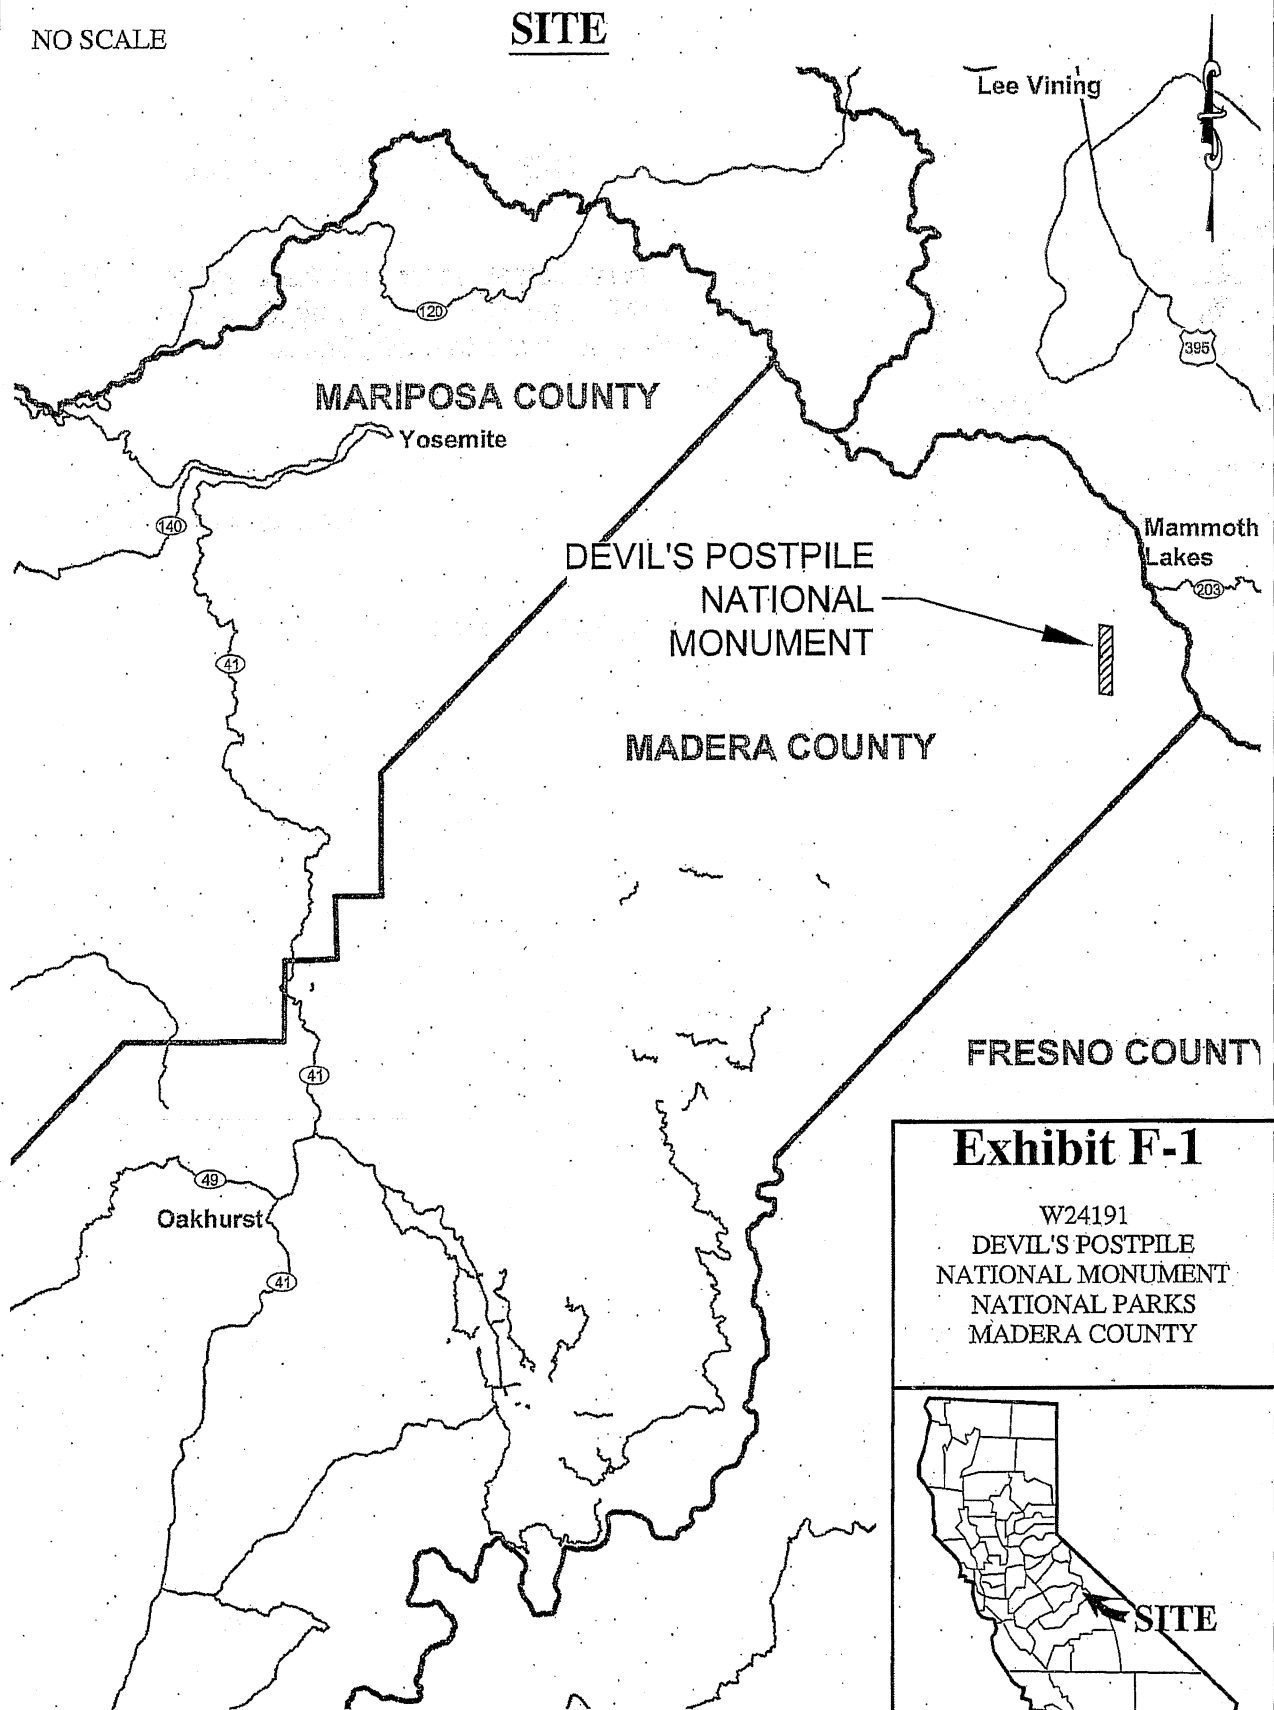 NO SCALE
SITE
Lee Vining
120
395
MARIPOSA COUNTY
Yosemite
140
Mammoth
Lakes
203
DEVIL'S POSTPILE
NATIONAL
MONUMENT
41
MADERA COUNTY
FRESNO COUNTY
41
49
Oakhurst
41
Exhibit F-1
W24191
DEVIL'S POSTPILE
NATIONAL MONUMENT
NATIONAL PARKS
MADERA COUNTY
SITE